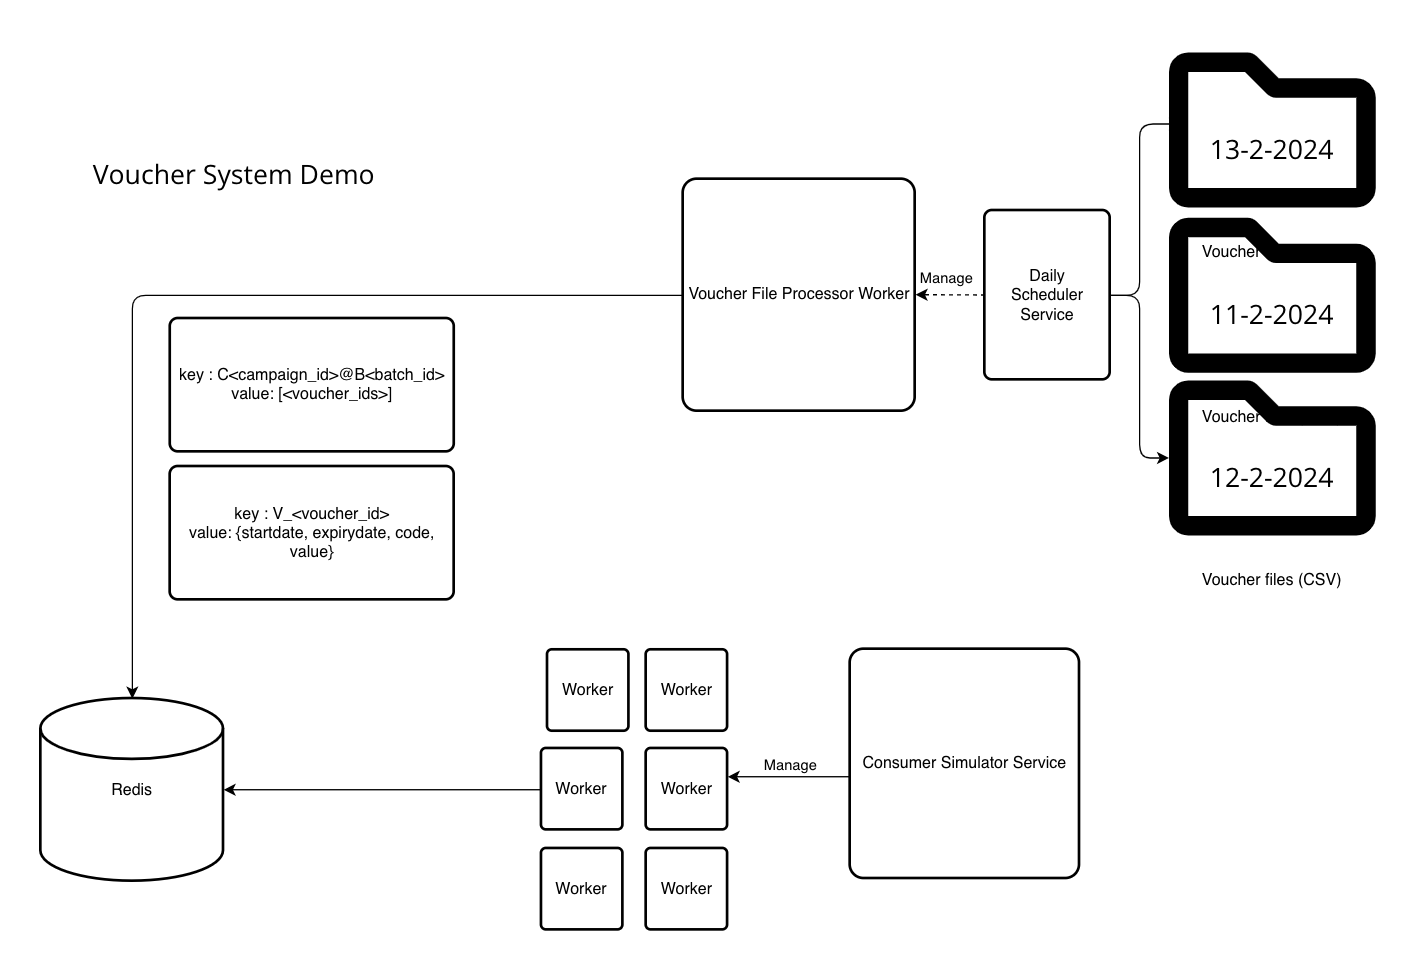 Voucher System Demo
13-2-2024
Voucher
11-2-2024
Voucher
12-2-2024
Voucher files (CSV)
Daily
Scheduler
Service
Manage
Voucher File Processor Worker
key : C<campaign_id>@B<batch_id>
value: [<voucher_ids>]
key : V_<voucher_id>
value: {startdate, expirydate, code,
value}
Redis
Worker
Worker
Worker
Worker
Worker
Worker
Manage
Consumer Simulator Service